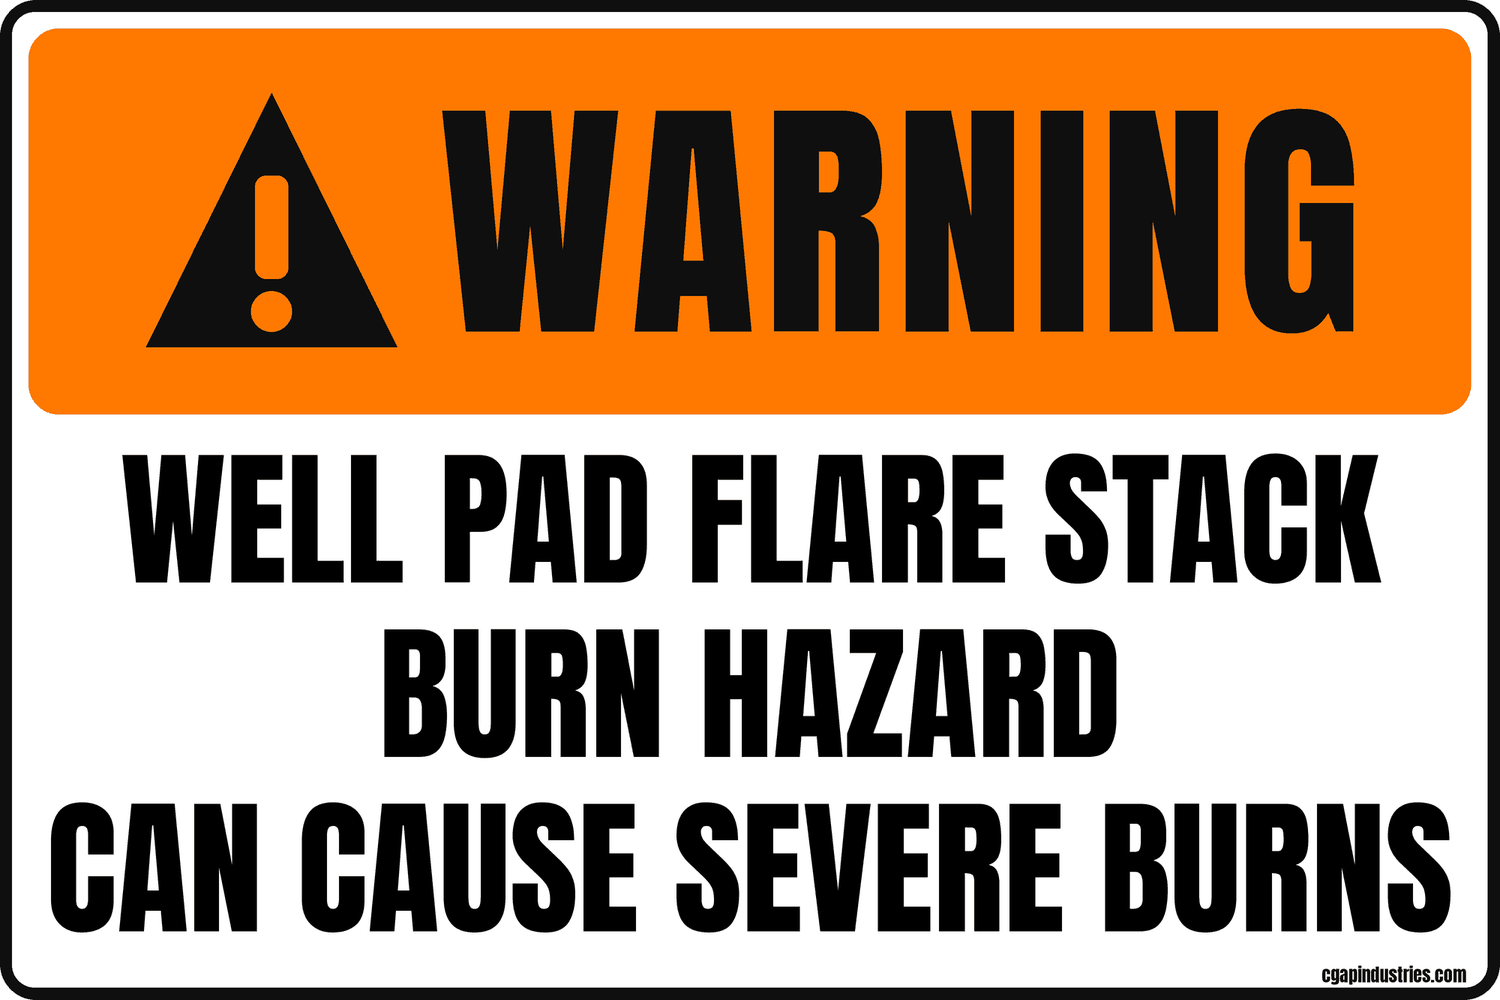 WARNING
WELL PAD FLARE STACK
BURN HAZARD
CAN CAUSE SEVERE BURNS
cgapindustries.com